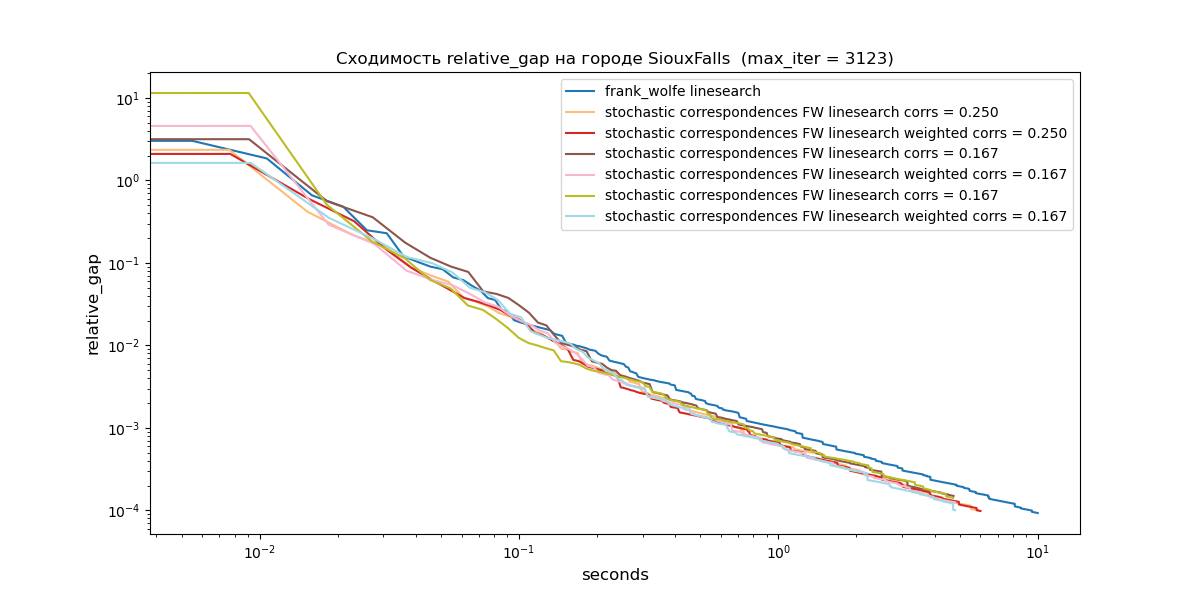 Сходимость relative_gap на городе SiouxFalls  (max_iter = 3123)
frank_wolfe linesearch
stochastic correspondences FW linesearch corrs = 0.250
stochastic correspondences FW linesearch weighted corrs = 0.250
stochastic correspondences FW linesearch corrs = 0.167
stochastic correspondences FW linesearch weighted corrs = 0.167
stochastic correspondences FW linesearch corrs = 0.167
stochastic correspondences FW linesearch weighted corrs = 0.167
relative_gap
10¹
10⁰
10⁻¹
10⁻²
10⁻³
10⁻⁴
10⁻² 10⁻¹ 10⁰ 10¹
seconds